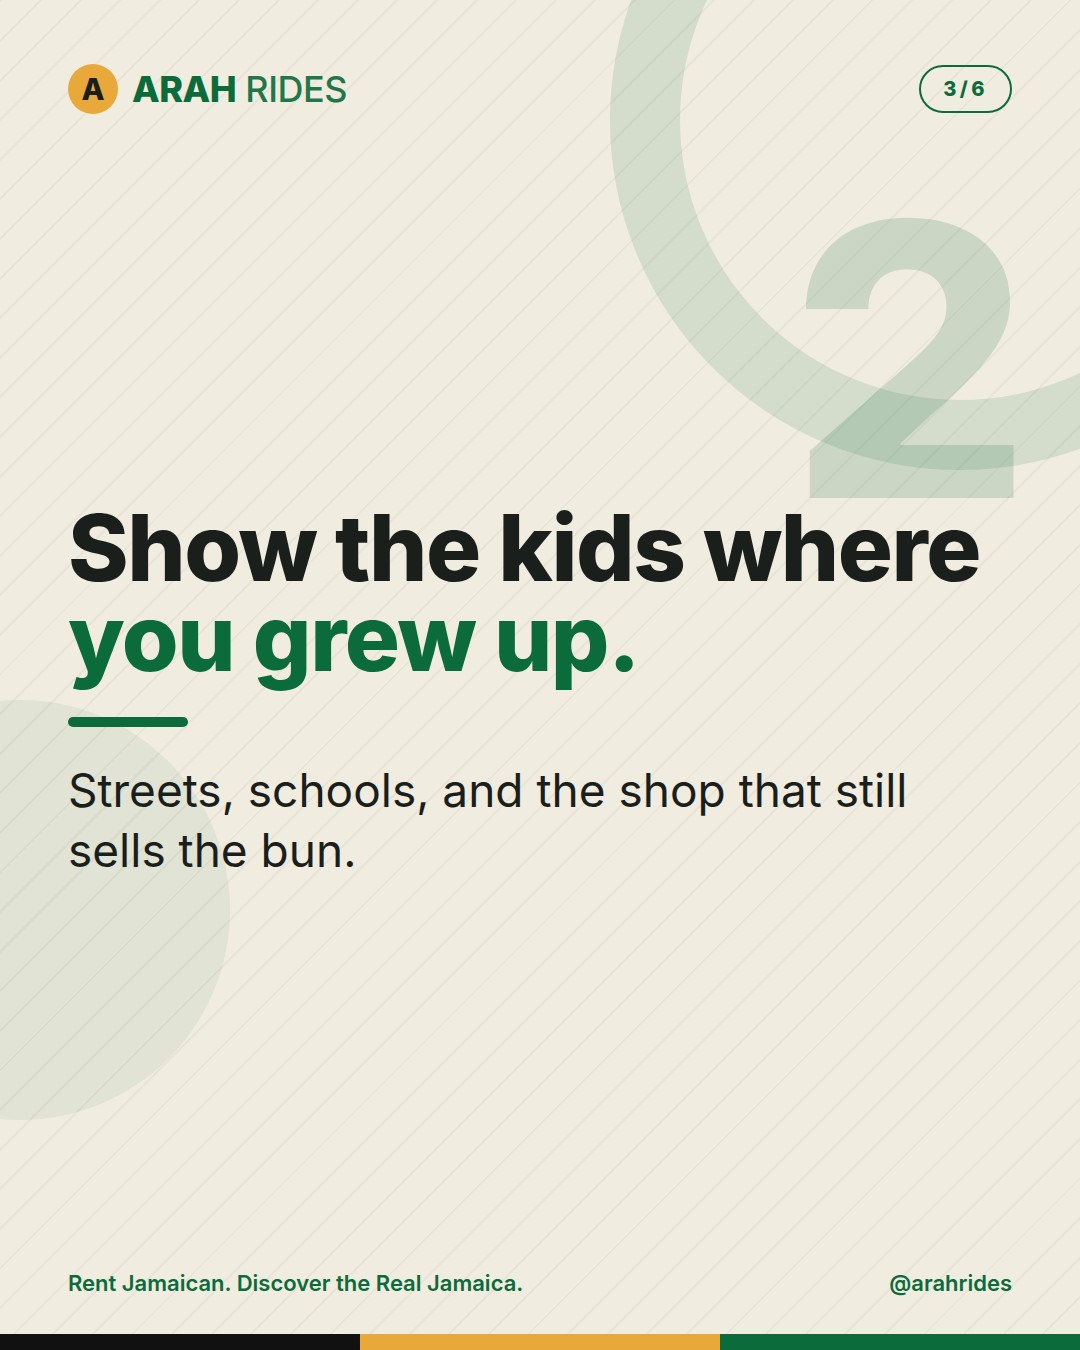 A ARAH RIDES
3/6
2
Show the kids where
you grew up.
Streets, schools, and the shop that still
sells the bun.
Rent Jamaican. Discover the Real Jamaica.
@arahrides